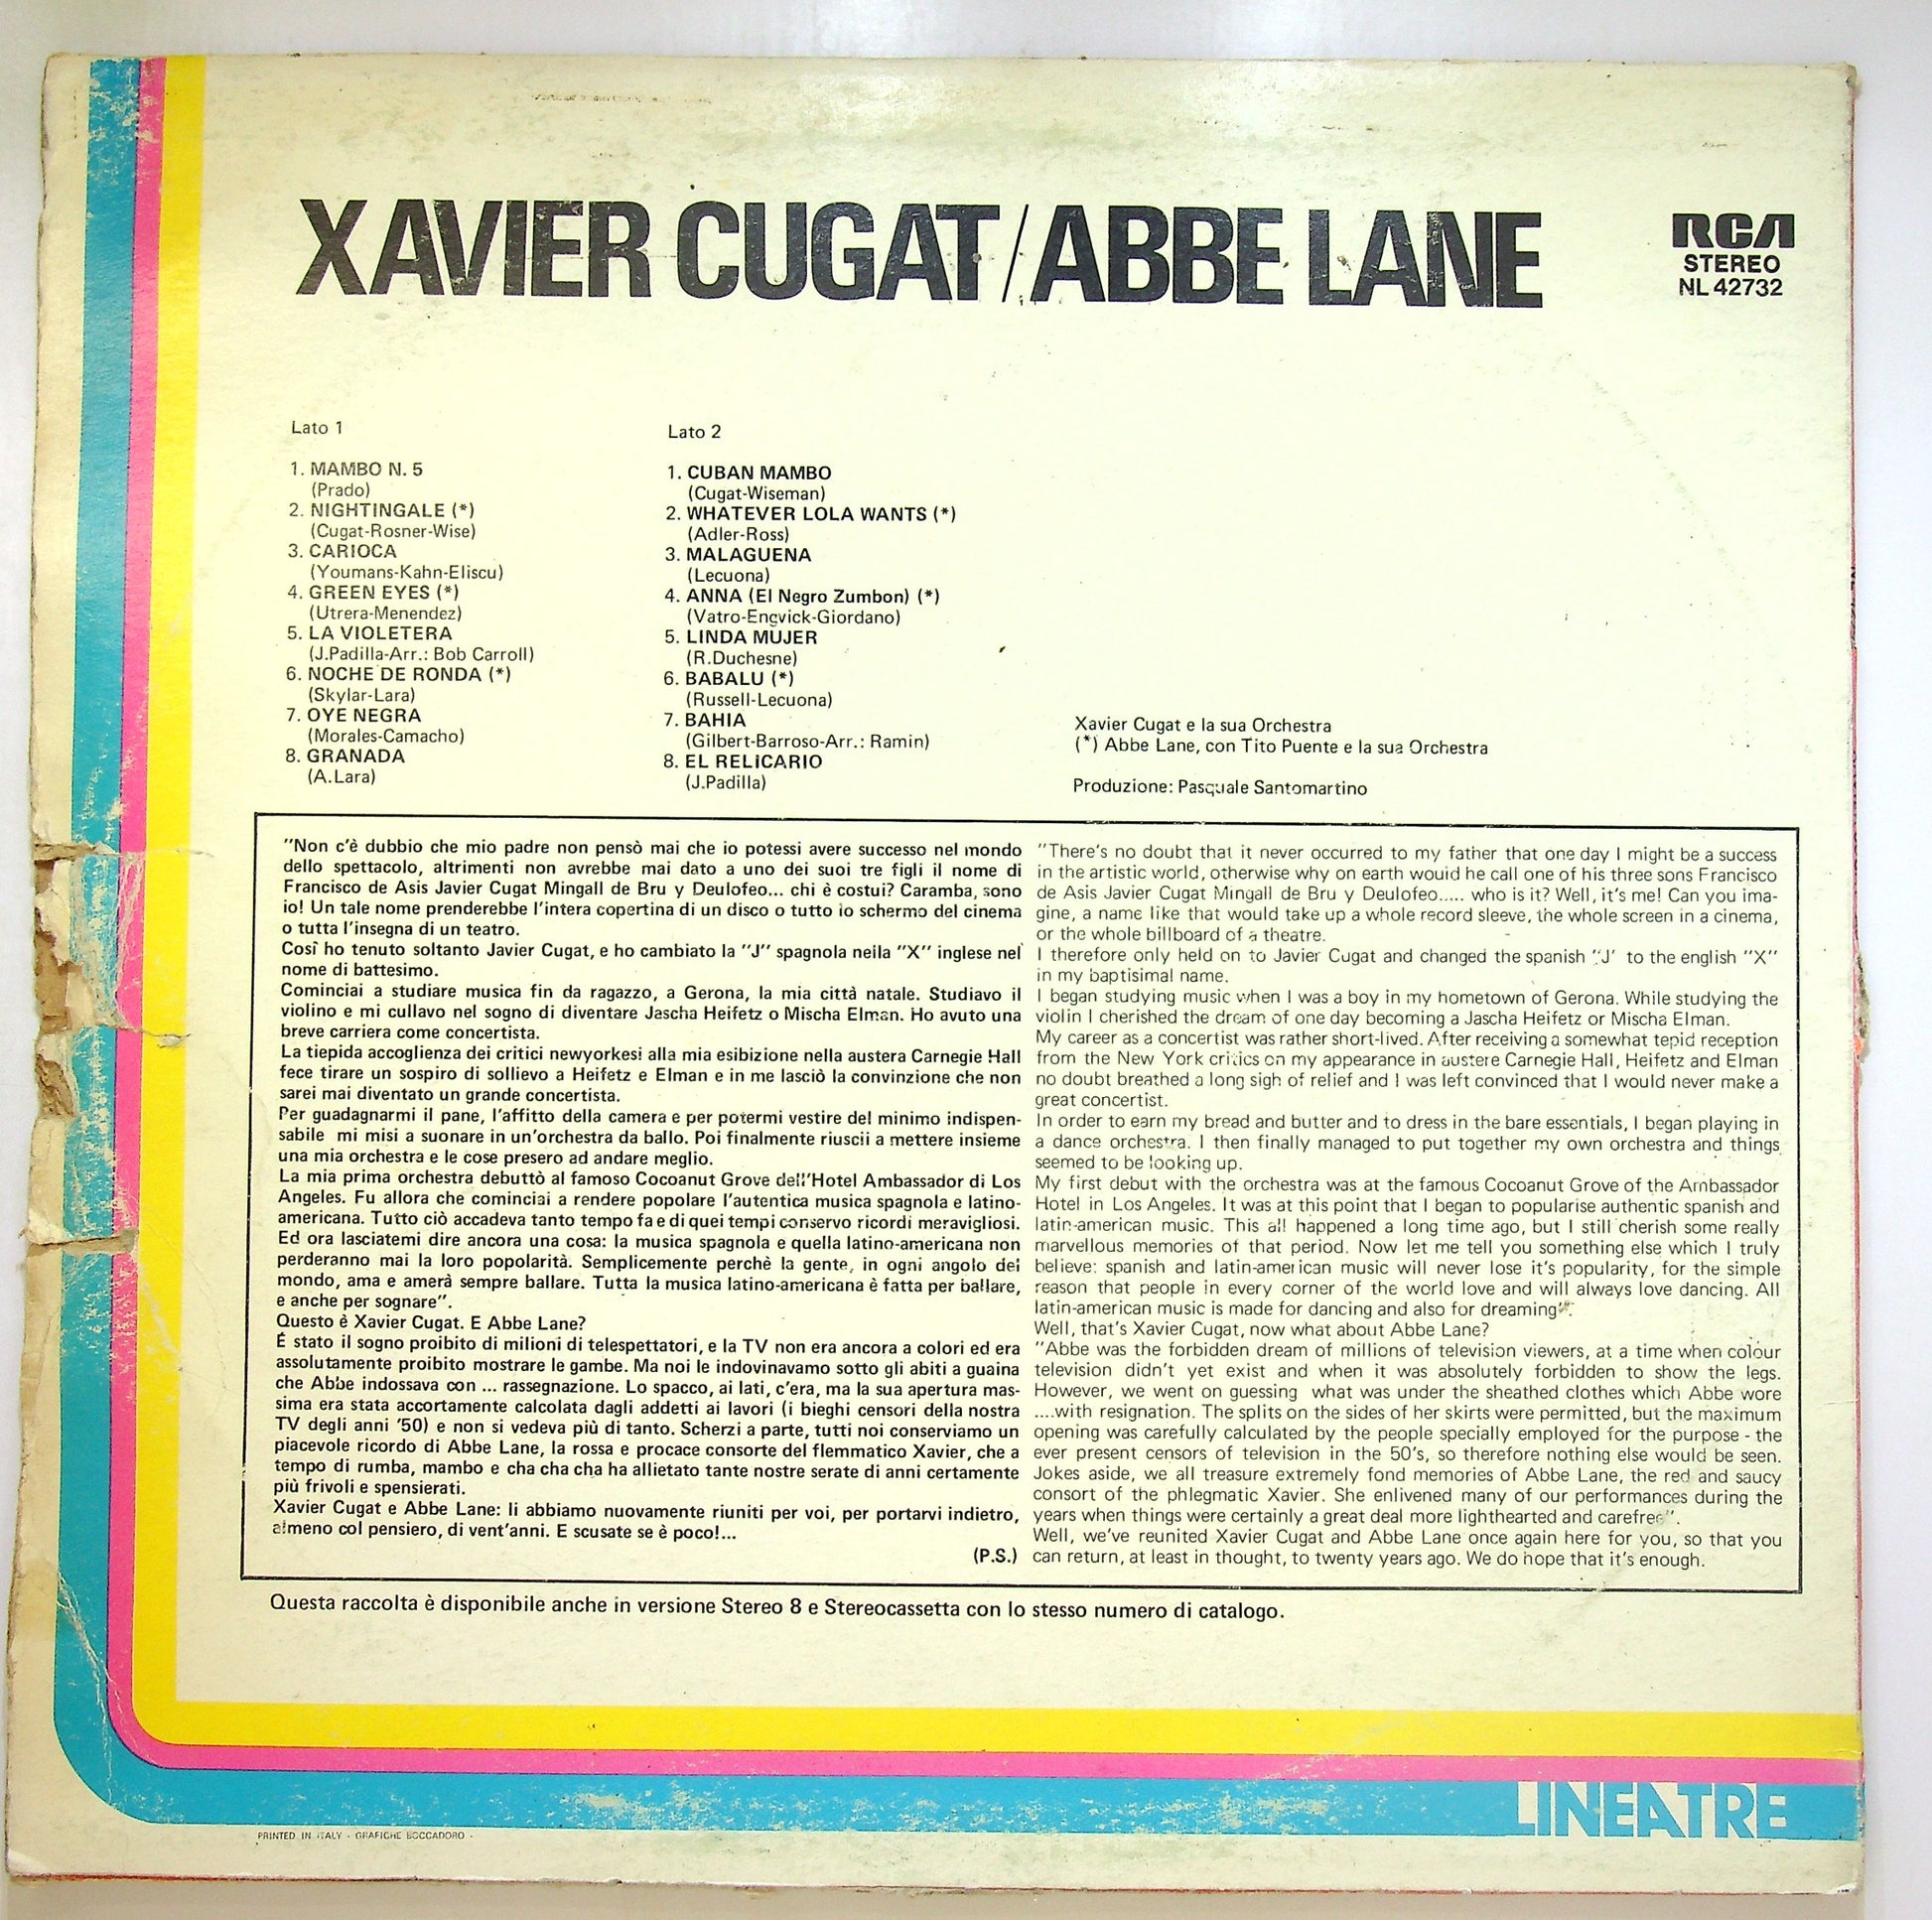 XAVIER CUGAT/ABBE LANE
RCA
STEREO
NL 42732
Lato 1
1. MAMBO N. 5
(Prado)
2. NIGHTINGALE (*)
(Cugat-Rosner-Wise)
3. CARIOCA
(Youmans-Kahn-Eliscu)
4. GREEN EYES (*)
(Utrera-Menendez)
5. LA VIOLETERA
(J.Padilla-Arr.: Bob Carroll)
6. NOCHE DE RONDA (*)
(Skylar-Lara)
7. OYE NEGRA
(Morales-Camacho)
8. GRANADA
(A.Lara)
Lato 2
1. CUBAN MAMBO
(Cugat-Wiseman)
2. WHATEVER LOLA WANTS (*)
(Adler-Ross)
3. MALAGUENA
(Lecuona)
4. ANNA (El Negro Zumbon) (*)
(Vatro-Engvick-Giordano)
5. LINDA MUJER
(R.Duchesne)
6. BABALU (*)
(Russell-Lecuona)
7. BAHIA
(Gilbert-Barroso-Arr.: Ramin)
8. EL RELICARIO
(J.Padilla)
Xavier Cugat e la sua Orchestra
(*) Abbe Lane, con Tito Puente e la sua Orchestra
Produzione: Pasquale Santomartino
"Non c'è dubbio che mio padre non pensò mai che io potessi avere successo nel mondo
dello spettacolo, altrimenti non avrebbe mai dato a uno dei suoi tre figli il nome di
Francisco de Asis Javier Cugat Mingall de Bru y Deulofeo... chi è costui? Caramba, sono
io! Un tale nome prenderebbe l'intera copertina di un disco o tutto lo schermo del cinema
o tutta l'insegna di un teatro.
Così ho tenuto soltanto Javier Cugat, e ho cambiato la "J" spagnola nella "X" inglese nel
nome di battesimo.
Cominciai a studiare musica fin da ragazzo, a Gerona, la mia città natale. Studiavo il
violino e mi cullavo nel sogno di diventare Jascha Heifetz o Mischa Elman. Ho avuto una
breve carriera come concertista.
La tiepida accoglienza dei critici newyorkesi alla mia esibizione nella austera Carnegie Hall
fece tirare un sospiro di sollievo a Heifetz e Elman e in me lasciò la convinzione che non
sarei mai diventato un grande concertista.
Per guadagnarmi il pane, l'affitto della camera e per potermi vestire del minimo indispen-
sabile mi misi a suonare in un'orchestra da ballo. Poi finalmente riuscii a mettere insieme
una mia orchestra e le cose presero ad andare meglio.
La mia prima orchestra debuttò al famoso Cocoanut Grove dell'Hotel Ambassador di Los
Angeles. Fu allora che cominciai a rendere popolare l'autentica musica spagnola e latino-
americana. Tutto ciò accadeva tanto tempo fa e di quei tempi conservo ricordi meravigliosi.
Ed ora lasciatemi dire ancora una cosa: la musica spagnola e quella latino-americana non
perderanno mai la loro popolarità. Semplicemente perchè la gente, in ogni angolo del
mondo, ama e amerà sempre ballare. Tutta la musica latino-americana è fatta per ballare,
e anche per sognare".
Questo è Xavier Cugat. E Abbe Lane?
É stato il sogno proibito di milioni di telespettatori, e la TV non era ancora a colori ed era
assolutamente proibito mostrare le gambe. Ma noi le indovinavamo sotto gli abiti a guaina
che Abbe indossava con ... rassegnazione. Lo spacco, ai lati, c'era, ma la sua apertura mas-
sima era stata accortamente calcolata dagli addetti ai lavori (i bieghi censori della nostra
TV degli anni '50) e non si vedeva più di tanto. Scherzi a parte, tutti noi conserviamo un
piacevole ricordo di Abbe Lane, la rossa e procace consorte del flemmatico Xavier, che a
tempo di rumba, mambo e cha cha cha ha allietato tante nostre serate di anni certamente
più frivoli e spensierati.
Xavier Cugat e Abbe Lane: li abbiamo nuovamente riuniti per voi, per portarvi indietro,
almeno col pensiero, di vent'anni. E scusate se è poco!...
(P.S.)
"There's no doubt that it never occurred to my father that one day I might be a success
in the artistic world, otherwise why on earth would he call one of his three sons Francisco
de Asis Javier Cugat Mingall de Bru y Deulofeo..... who is it? Well, it's me! Can you ima-
gine, a name like that would take up a whole record sleeve, the whole screen in a cinema,
or the whole billboard of a theatre.
I therefore only held on to Javier Cugat and changed the spanish "J" to the english "X"
in my baptisimal name.
I began studying music when I was a boy in my hometown of Gerona. While studying the
violin I cherished the dream of one day becoming a Jascha Heifetz or Mischa Elman.
My career as a concertist was rather short-lived. After receiving a somewhat tepid reception
from the New York critics on my appearance in austere Carnegie Hall, Heifetz and Elman
no doubt breathed a long sigh of relief and I was left convinced that I would never make a
great concertist.
In order to earn my bread and butter and to dress in the bare essentials, I began playing in
a dance orchestra. I then finally managed to put together my own orchestra and things
seemed to be looking up.
My first debut with the orchestra was at the famous Cocoanut Grove of the Ambassador
Hotel in Los Angeles. It was at this point that I began to popularise authentic spanish and
latin-american music. This all happened a long time ago, but I still cherish some really
marvellous memories of that period. Now let me tell you something else which I truly
believe: spanish and latin-american music will never lose it's popularity, for the simple
reason that people in every corner of the world love and will always love dancing. All
latin-american music is made for dancing and also for dreaming".
Well, that's Xavier Cugat, now what about Abbe Lane?
"Abbe was the forbidden dream of millions of television viewers, at a time when colour
television didn't yet exist and when it was absolutely forbidden to show the legs.
However, we went on guessing what was under the sheathed clothes which Abbe wore
....with resignation. The splits on the sides of her skirts were permitted, but the maximum
opening was carefully calculated by the people specially employed for the purpose - the
ever present censors of television in the 50's, so therefore nothing else would be seen.
Jokes aside, we all treasure extremely fond memories of Abbe Lane, the red and saucy
consort of the phlegmatic Xavier. She enlivened many of our performances during the
years when things were certainly a great deal more lighthearted and carefree".
Well, we've reunited Xavier Cugat and Abbe Lane once again here for you, so that you
can return, at least in thought, to twenty years ago. We do hope that it's enough.
Questa raccolta è disponibile anche in versione Stereo 8 e Stereocassetta con lo stesso numero di catalogo.
LINEATRE
PRINTED IN ITALY - GRAFICHE BOCCADORO -